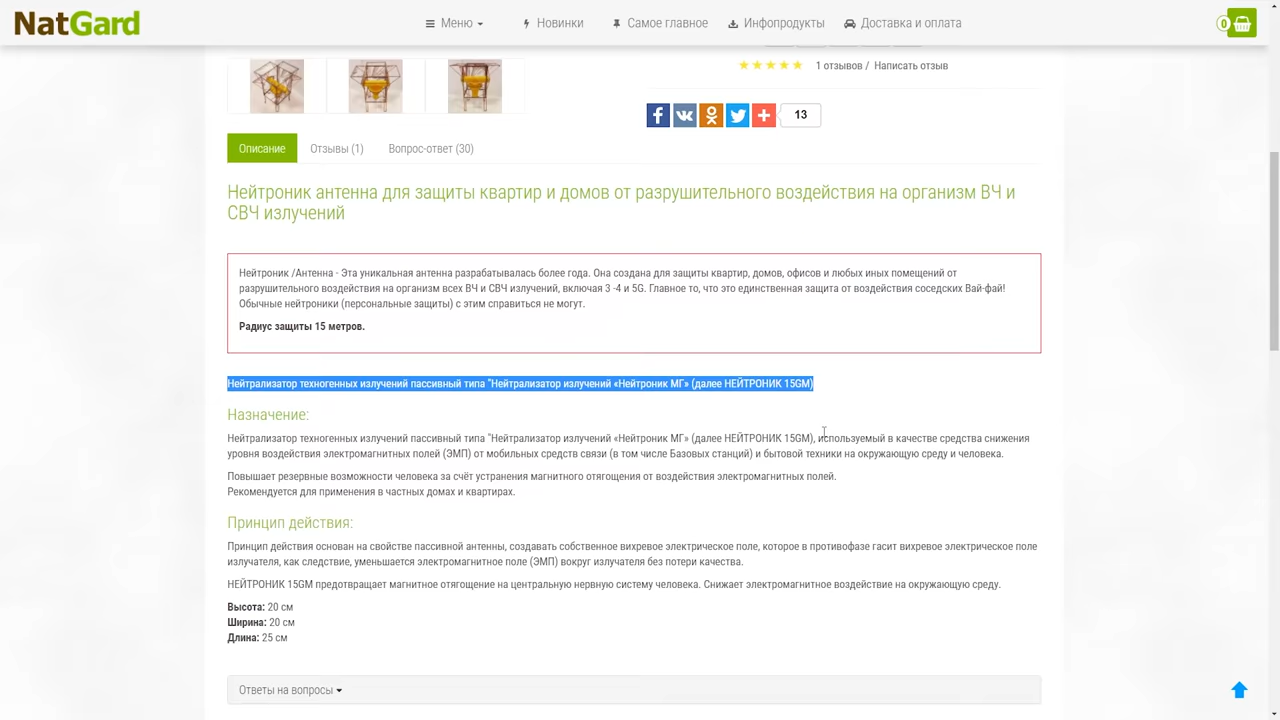 NatGard
Меню
Новинки
Самое главное
Инфопродукты
Доставка и оплата
0
1 отзывов / Написать отзыв
13
Описание
Отзывы (1)
Вопрос-ответ (30)
Нейтроник антенна для защиты квартир и домов от разрушительного воздействия на организм ВЧ и
СВЧ излучений
Нейтроник /Антенна - Эта уникальная антенна разрабатывалась более года. Она создана для защиты квартир, домов, офисов и любых иных помещений от
разрушительного воздействия на организм всех ВЧ и СВЧ излучений, включая 3 -4 и 5G. Главное то, что это единственная защита от воздействия соседских Вай-фай!
Обычные нейтроники (персональные защиты) с этим справиться не могут.
Радиус защиты 15 метров.
Нейтрализатор техногенных излучений пассивный типа "Нейтрализатор излучений «Нейтроник МГ» (далее НЕЙТРОНИК 15GM)
Назначение:
Нейтрализатор техногенных излучений пассивный типа "Нейтрализатор излучений «Нейтроник МГ» (далее НЕЙТРОНИК 15GM), используемый в качестве средства снижения
уровня воздействия электромагнитных полей (ЭМП) от мобильных средств связи (в том числе Базовых станций) и бытовой техники на окружающую среду и человека.
Повышает резервные возможности человека за счёт устранения магнитного отягощения от воздействия электромагнитных полей.
Рекомендуется для применения в частных домах и квартирах.
Принцип действия:
Принцип действия основан на свойстве пассивной антенны, создавать собственное вихревое электрическое поле, которое в противофазе гасит вихревое электрическое поле
излучателя, как следствие, уменьшается электромагнитное поле (ЭМП) вокруг излучателя без потери качества.
НЕЙТРОНИК 15GM предотвращает магнитное отягощение на центральную нервную систему человека. Снижает электромагнитное воздействие на окружающую среду.
Высота: 20 см
Ширина: 20 см
Длина: 25 см
Ответы на вопросы